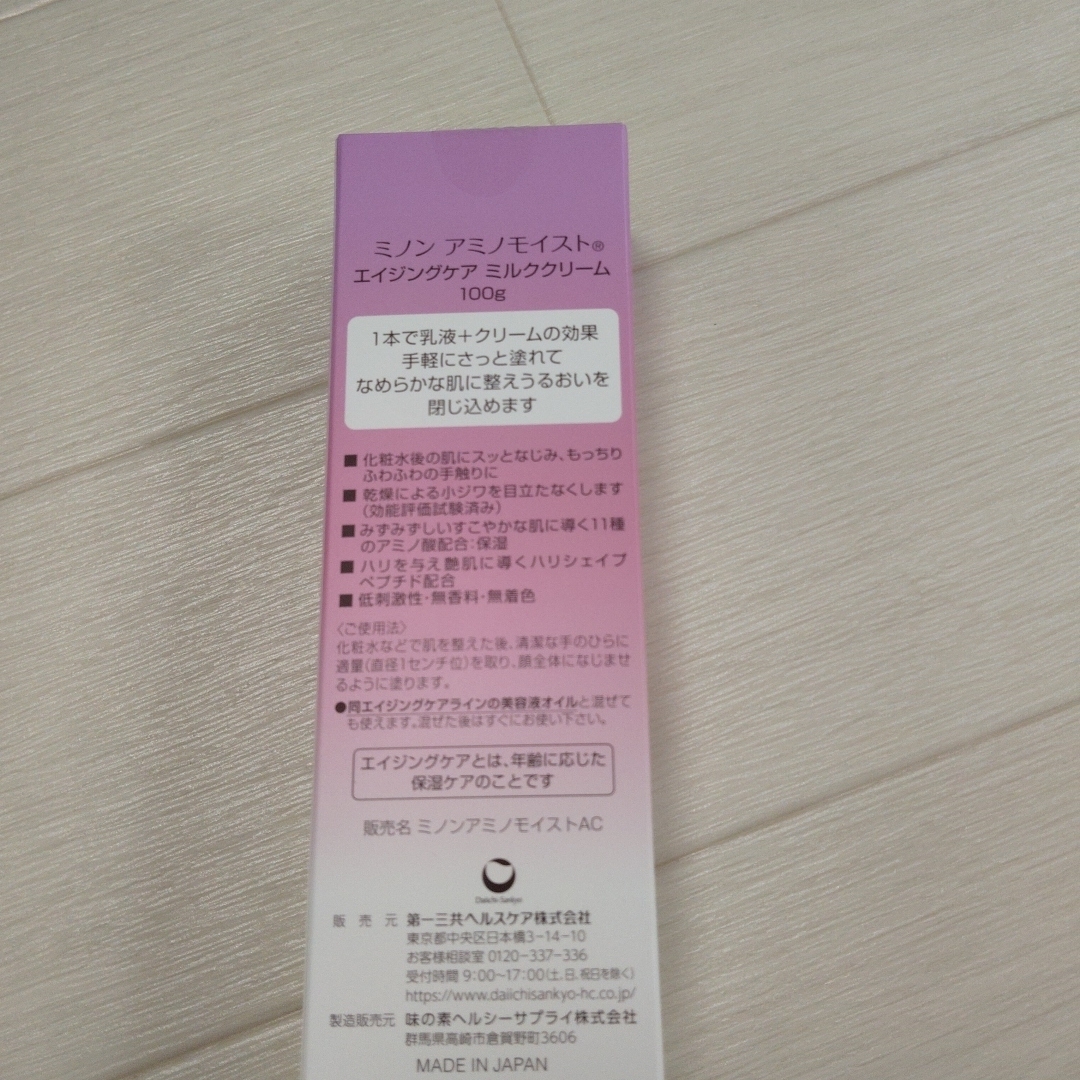 ミノン アミノモイスト®
エイジングケア ミルククリーム
100g
1本で乳液＋クリームの効果
手軽にさっと塗れて
なめらかな肌に整えうるおいを
閉じ込めます
■ 化粧水後の肌にスッとなじみ、もっちり
ふわふわの手触りに
■ 乾燥による小ジワを目立たなくします
（効能評価試験済み）
■ みずみずしいすこやかな肌に導く11種
のアミノ酸配合：保湿
■ ハリを与え艶肌に導くハリシェイプ
ペプチド配合
■ 低刺激性・無香料・無着色
〈ご使用法〉
化粧水などで肌を整えた後、清潔な手のひらに
適量（直径1センチ位）を取り、顔全体になじませ
るように塗ります。
●同エイジングケアラインの美容液オイルと混ぜて
も使えます。混ぜた後はすぐにお使い下さい。
エイジングケアとは、年齢に応じた
保湿ケアのことです
販売名 ミノンアミノモイストAC
Daiichi-Sankyo
販売元 第一三共ヘルスケア株式会社
東京都中央区日本橋3-14-10
お客様相談室 0120-337-336
受付時間 9:00～17:00（土、日、祝日を除く）
https://www.daiichisankyo-hc.co.jp/
製造販売元 味の素ヘルシーサプライ株式会社
群馬県高崎市倉賀野町3606
MADE IN JAPAN